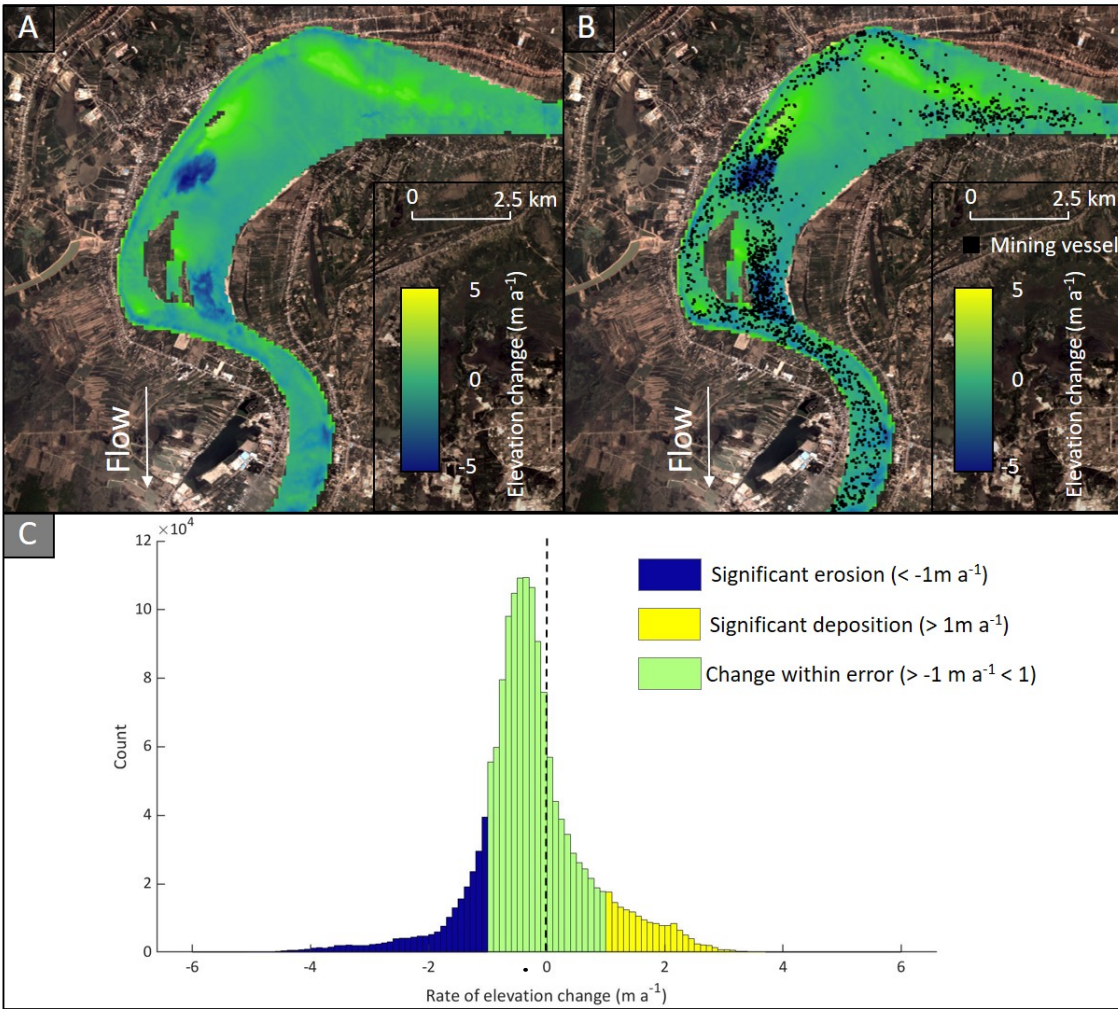 A
0
2.5 km
5
0
-5
Elevation change (m a⁻¹)
Flow
B
0
2.5 km
Mining vessel
5
0
-5
Elevation change (m a⁻¹)
Flow
C
×10⁴
12
10
8
6
4
2
0
Count
-6
-4
-2
0
2
4
6
Rate of elevation change (m a⁻¹)
Significant erosion (< -1m a⁻¹)
Significant deposition (> 1m a⁻¹)
Change within error (> -1 m a⁻¹ < 1)